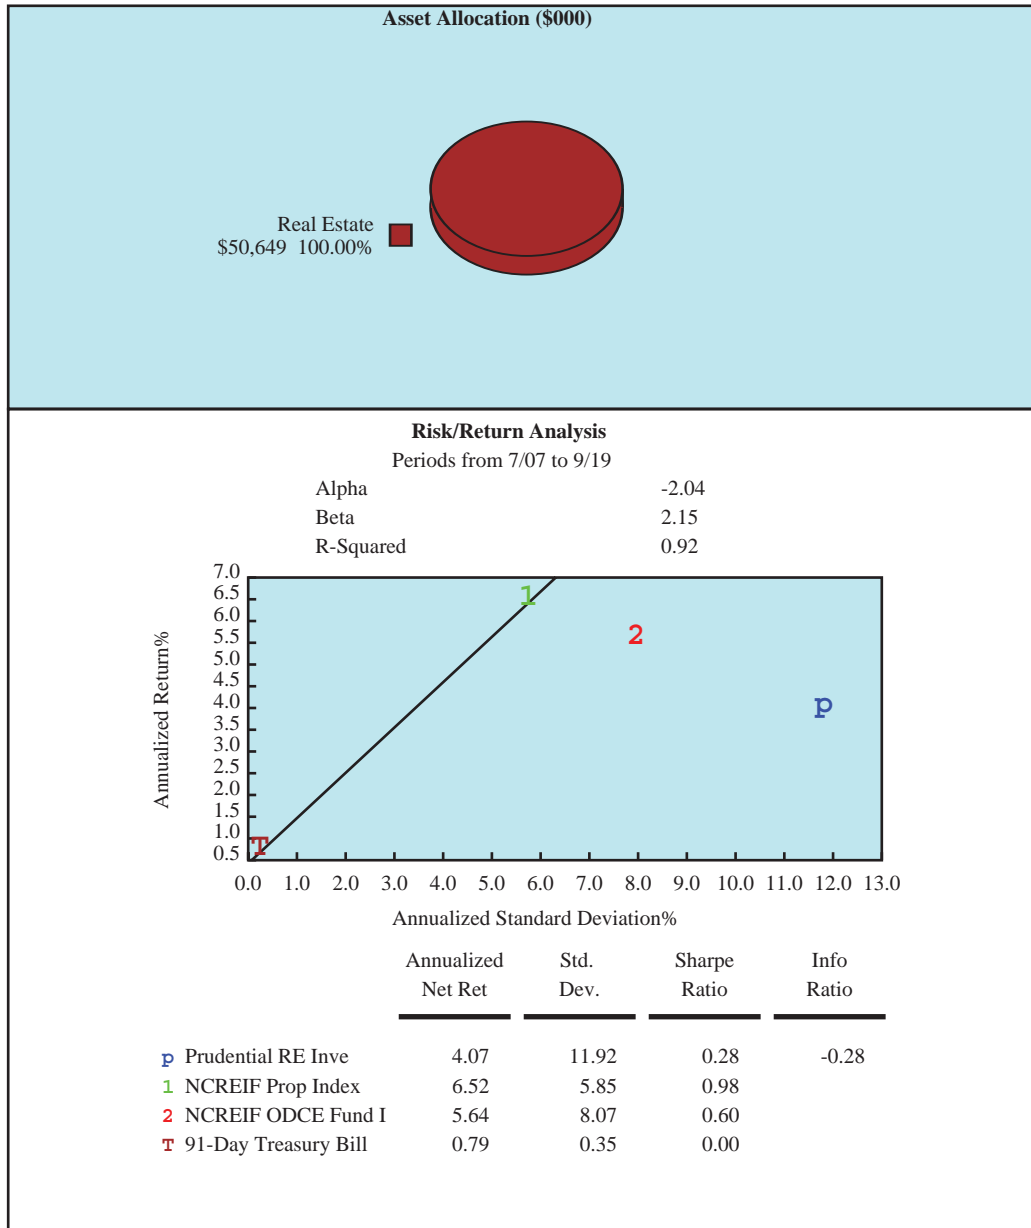 Asset Allocation ($000)
Real Estate
$50,649 100.00%
Risk/Return Analysis
Periods from 7/07 to 9/19
Alpha -2.04
Beta 2.15
R-Squared 0.92
Annualized Return%
7.0
6.5
6.0
5.5
5.0
4.5
4.0
3.5
3.0
2.5
2.0
1.5
1.0
0.5
1
2
p
T
0.0 1.0 2.0 3.0 4.0 5.0 6.0 7.0 8.0 9.0 10.0 11.0 12.0 13.0
Annualized Standard Deviation%
Annualized Std. Sharpe Info
Net Ret Dev. Ratio Ratio
p Prudential RE Inve 4.07 11.92 0.28 -0.28
1 NCREIF Prop Index 6.52 5.85 0.98
2 NCREIF ODCE Fund I 5.64 8.07 0.60
T 91-Day Treasury Bill 0.79 0.35 0.00